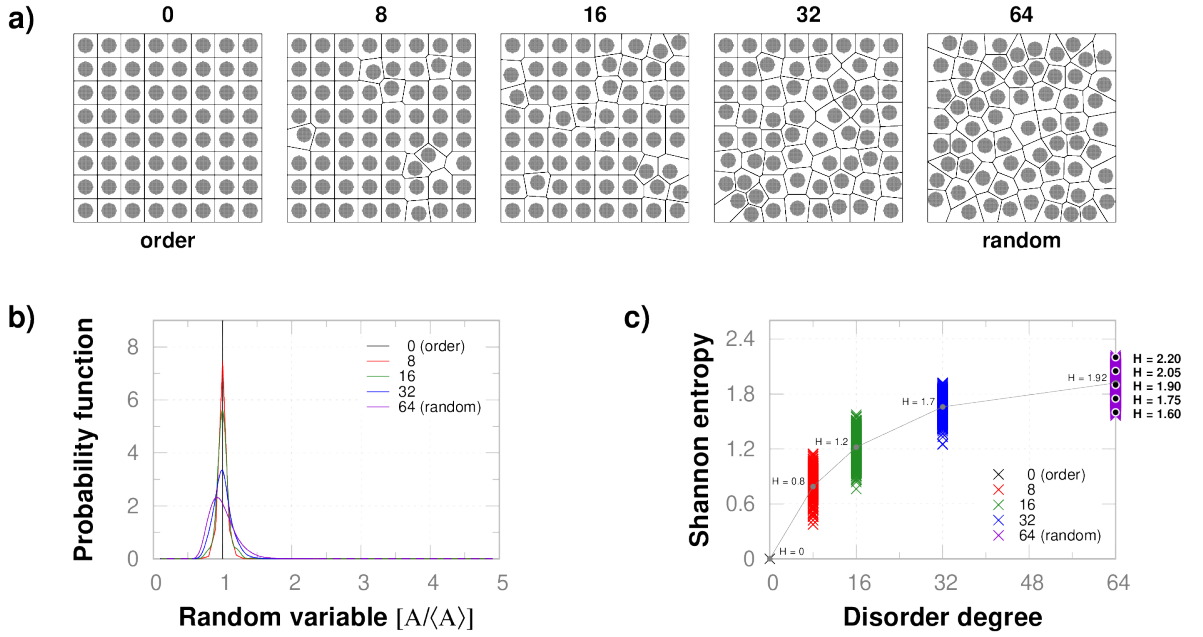 a)
0 8 16 32 64
order random
b)
Probability function
8
6
4
2
0
0 1 2 3 4 5
Random variable [A/⟨A⟩]
0 (order)
8
16
32
64 (random)
c)
Shannon entropy
2.4
1.8
1.2
0.6
0
0 16 32 48 64
Disorder degree
H = 0
H = 0.8
H = 1.2
H = 1.7
H = 1.92
H = 2.20
H = 2.05
H = 1.90
H = 1.75
H = 1.60
0 (order)
8
16
32
64 (random)